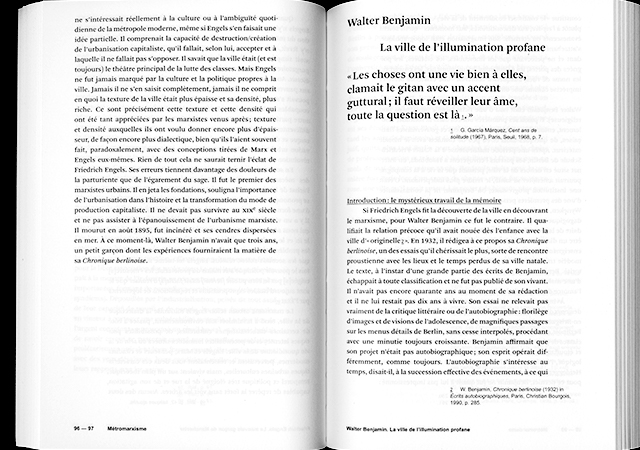 ne s'intéressait réellement à la culture ou à l'ambiguïté quoti-
dienne de la métropole moderne, même si Engels s'en faisait une
idée partielle. Il comprenait la capacité de destruction/création
de l'urbanisation capitaliste, qu'il fallait, selon lui, accepter et à
laquelle il ne fallait pas s'opposer. Il savait que la ville était (et est
toujours) le théâtre principal de la lutte des classes. Mais Engels
ne fut jamais marqué par la culture et la politique propres à la
ville. Jamais il ne s'en saisit complètement, jamais il ne comprit
en quoi la texture de la ville était plus épaisse et sa densité, plus
riche. Ce sont précisément cette texture et cette densité qui
ont été tant appréciées par les marxistes venus après ; texture
et densité auxquelles ils ont voulu donner encore plus d'épais-
seur, de façon encore plus dialectique, bien qu'ils l'aient souvent
fait, paradoxalement, avec des conceptions tirées de Marx et
Engels eux-mêmes. Rien de tout cela ne saurait ternir l'éclat de
Friedrich Engels. Ses erreurs tiennent davantage des douleurs de
la parturiente que de l'égarement du sage. Il fut le premier des
marxistes urbains. Il en jeta les fondations, souligna l'importance
de l'urbanisation dans l'histoire et la transformation du mode de
production capitaliste. Il ne devait pas survivre au XIXe siècle
et ne pas assister à l'épanouissement de l'urbanisme marxiste.
Il mourut en août 1895, fut incinéré et ses cendres dispersées
en mer. À ce moment-là, Walter Benjamin n'avait que trois ans,
un petit garçon dont les expériences fourniraient la matière de
sa Chronique berlinoise.
96 — 97 Métromarxisme
Walter Benjamin
La ville de l'illumination profane
« Les choses ont une vie bien à elles,
clamait le gitan avec un accent
guttural ; il faut réveiller leur âme,
toute la question est là 1. »
1 G. García Márquez, Cent ans de
solitude (1967), Paris, Seuil, 1968, p. 7.
Introduction : le mystérieux travail de la mémoire
Si Friedrich Engels fit la découverte de la ville en découvrant
le marxisme, pour Walter Benjamin ce fut le contraire. Il qua-
lifiait la relation précoce qu'il avait nouée dès l'enfance avec la
ville d'« originelle 2 ». En 1932, il rédigea à ce propos sa Chronique
berlinoise, un des essais qu'il chérissait le plus, sorte de rencontre
proustienne avec les lieux et le temps perdus de sa ville natale.
Le texte, à l'instar d'une grande partie des écrits de Benjamin,
échappait à toute classification et ne fut pas publié de son vivant.
Il n'avait pas encore quarante ans au moment de sa rédaction
et il ne lui restait pas dix ans à vivre. Son essai ne relevait pas
vraiment de la critique littéraire ou de l'autobiographie : florilège
d'images et de visions de l'adolescence, de magnifiques passages
sur les menus détails de Berlin, sans cesse interpolés, procédant
avec une minutie toujours croissante. Benjamin affirmait que
son projet n'était pas autobiographique ; son esprit opérait dif-
féremment, comme toujours. L'autobiographie s'intéresse au
temps, disait-il, à la succession effective des événements, à ce qui
2 W. Benjamin, Chronique berlinoise (1932) in
Écrits autobiographiques, Paris, Christian Bourgois,
1990, p. 285
Walter Benjamin. La ville de l'illumination profane